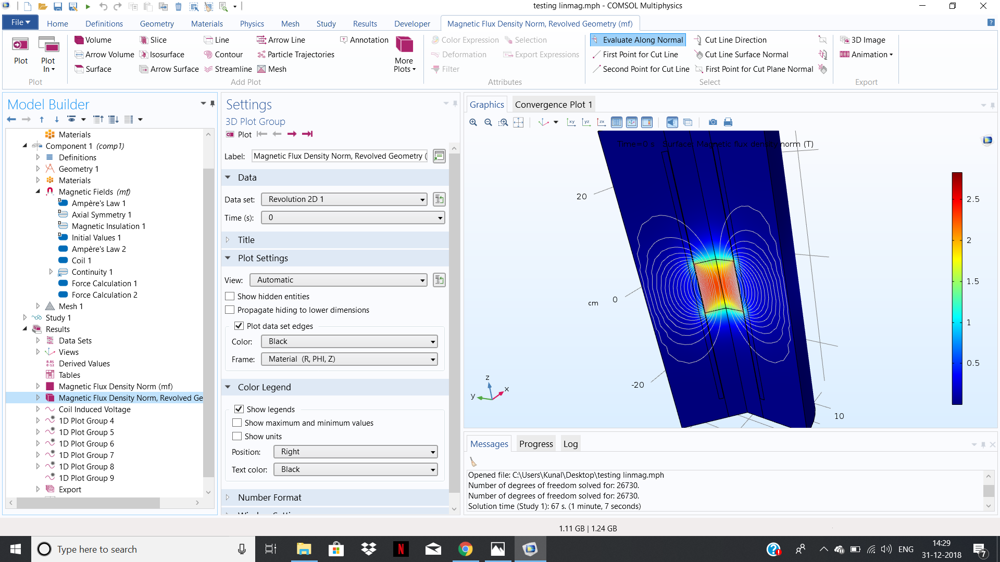 testing linmag.mph - COMSOL Multiphysics
File Home Definitions Geometry Materials Physics Mesh Study Results Developer Magnetic Flux Density Norm, Revolved Geometry (mf)
Volume Slice Line Arrow Line Annotation Color Expression Selection Evaluate Along Normal Cut Line Direction 3D Image
Arrow Volume Isosurface Contour Particle Trajectories Deformation Export Expressions First Point for Cut Line Cut Line Surface Normal Animation
Plot Plot In Surface Arrow Surface Streamline Mesh More Plots Filter Second Point for Cut Line First Point for Cut Plane Normal
Plot Add Plot Attributes Select Export
Model Builder
Materials
Component 1 (comp1)
Definitions
Geometry 1
Materials
Magnetic Fields (mf)
Ampère's Law 1
Axial Symmetry 1
Magnetic Insulation 1
Initial Values 1
Ampère's Law 2
Coil 1
Continuity 1
Force Calculation 1
Force Calculation 2
Mesh 1
Study 1
Results
Data Sets
Views
8.85
e-12
Derived Values
Tables
Magnetic Flux Density Norm (mf)
Magnetic Flux Density Norm, Revolved Ge
Coil Induced Voltage
1D Plot Group 4
1D Plot Group 5
1D Plot Group 6
1D Plot Group 7
1D Plot Group 8
1D Plot Group 9
Export
Settings
3D Plot Group
Plot
Label: Magnetic Flux Density Norm, Revolved Geometry (
Data
Data set: Revolution 2D 1
Time (s): 0
Title
Plot Settings
View: Automatic
Show hidden entities
Propagate hiding to lower dimensions
Plot data set edges
Color: Black
Frame: Material (R, PHI, Z)
Color Legend
Show legends
Show maximum and minimum values
Show units
Position: Right
Text color: Black
Number Format
Graphics Convergence Plot 1
xy yz zx
Surface: Magnetic flux density norm (T)
20
cm 0
-20
10
z
y x
2.5
2
1.5
1
0.5
Messages Progress Log
Opened file: C:\Users\Kunal\Desktop\testing linmag.mph
Number of degrees of freedom solved for: 26730.
Number of degrees of freedom solved for: 26730.
Solution time (Study 1): 67 s. (1 minute, 7 seconds)
1.11 GB | 1.24 GB
Type here to search
N
ENG
14:29
31-12-2018
7